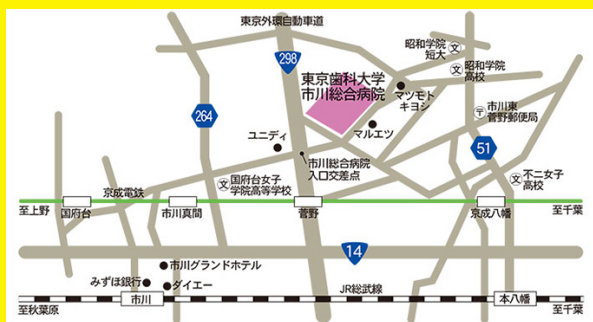 東京外環自動車道
昭和学院
短大
文
298
東京歯科大学
市川総合病院
文
昭和学院
高校
マツモト
キヨシ
264
〒
市川東
菅野郵便局
マルエツ
ユニディ
51
市川総合病院
入口交差点
文
国府台女子
学院高等学校
文
不二女子
高校
京成電鉄
至上野
国府台
市川真間
菅野
京成八幡
至千葉
14
市川グランドホテル
みずほ銀行
ダイエー
JR総武線
至秋葉原
市川
本八幡
至千葉